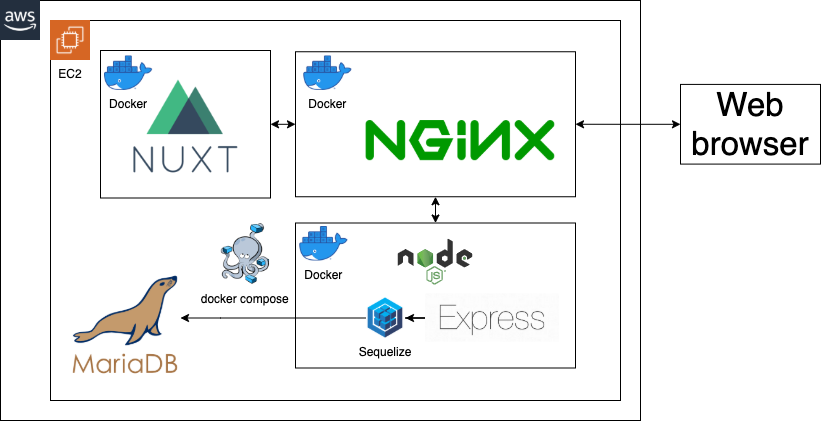 aws
EC2
Docker
NUXT
Docker
NGiNX
Web
browser
Docker
node
JS
docker compose
Express
Sequelize
MariaDB